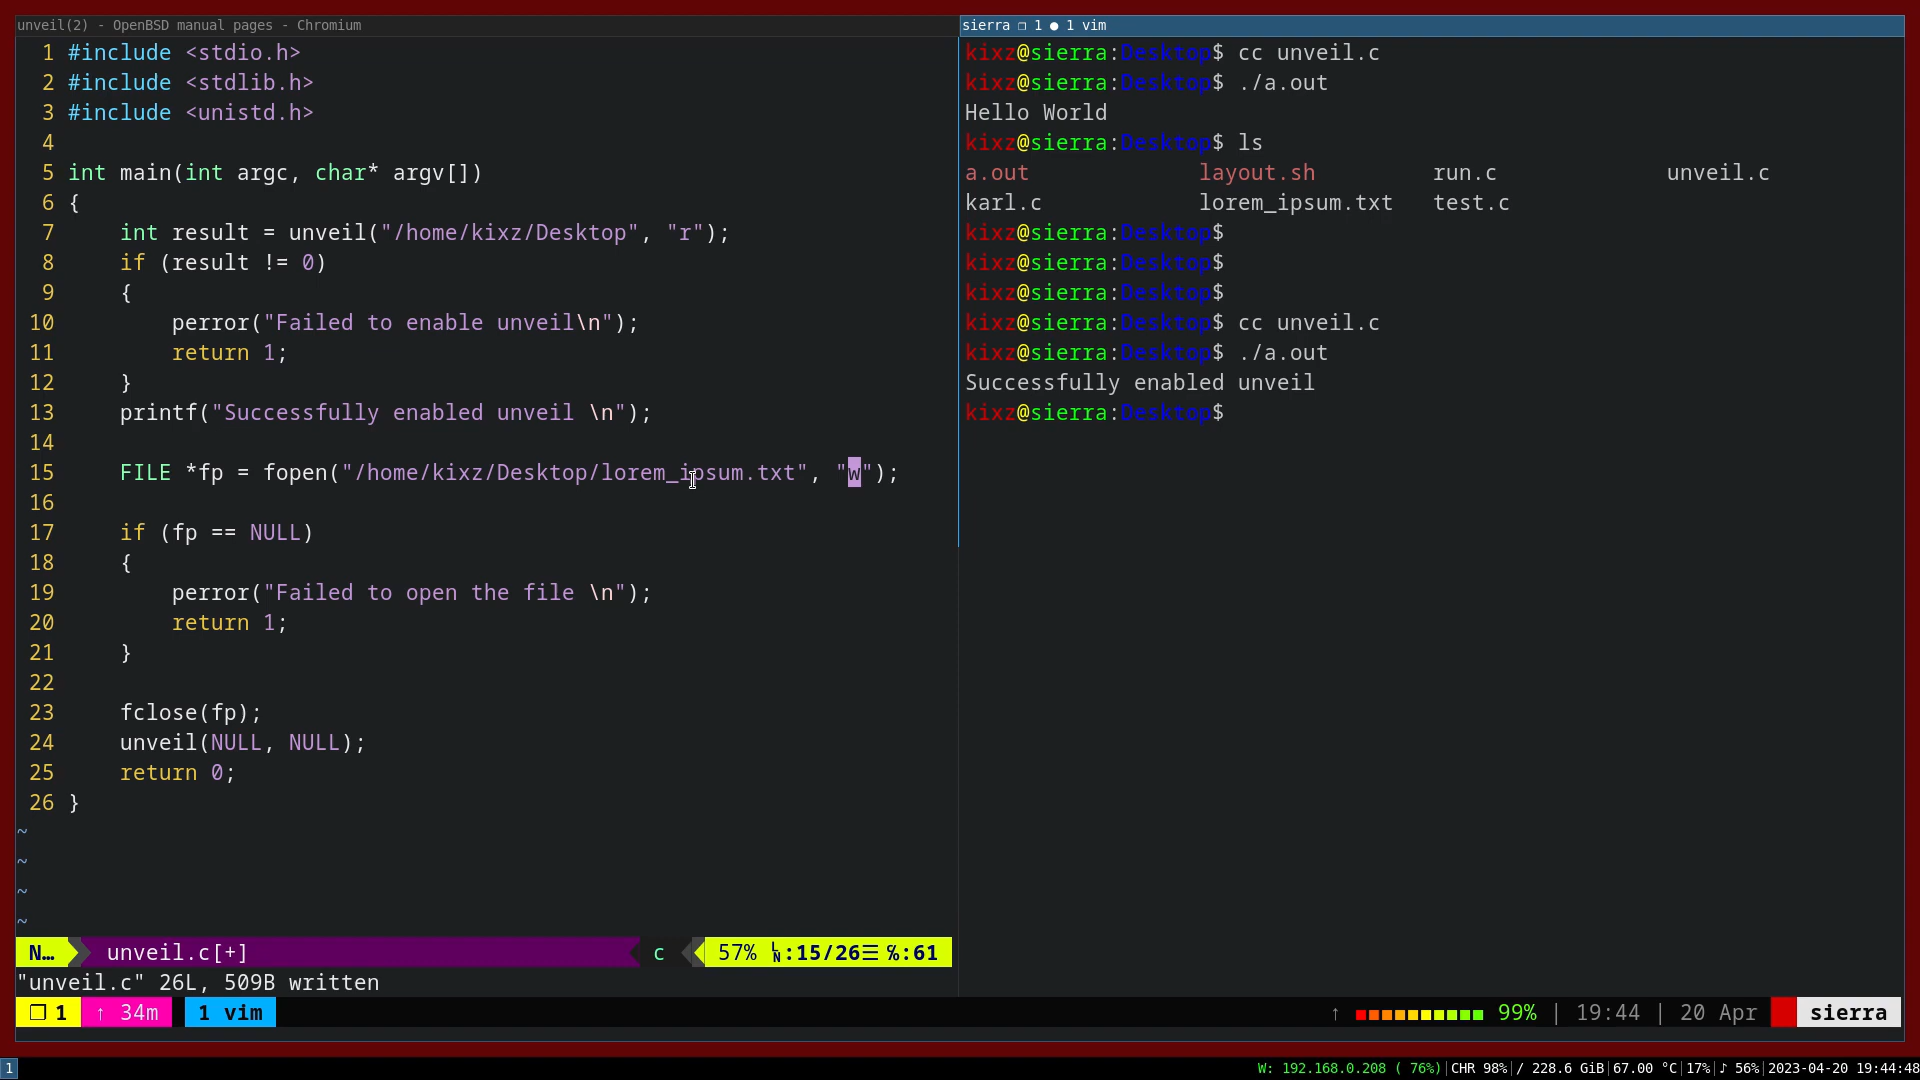 unveil(2) - OpenBSD manual pages - Chromium
sierra ❐ 1 ● 1 vim
1 #include <stdio.h>
2 #include <stdlib.h>
3 #include <unistd.h>
4
5 int main(int argc, char* argv[])
6 {
7     int result = unveil("/home/kixz/Desktop", "r");
8     if (result != 0)
9     {
10         perror("Failed to enable unveil\n");
11         return 1;
12     }
13     printf("Successfully enabled unveil \n");
14
15     FILE *fp = fopen("/home/kixz/Desktop/lorem_ipsum.txt", "w");
16
17     if (fp == NULL)
18     {
19         perror("Failed to open the file \n");
20         return 1;
21     }
22
23     fclose(fp);
24     unveil(NULL, NULL);
25     return 0;
26 }
~
~
~
~
N… unveil.c[+] c 57% ㏑:15/26☰ ℅:61
"unveil.c" 26L, 509B written
kixz@sierra:Desktop$ cc unveil.c
kixz@sierra:Desktop$ ./a.out
Hello World
kixz@sierra:Desktop$ ls
a.out layout.sh run.c unveil.c
karl.c lorem_ipsum.txt test.c
kixz@sierra:Desktop$
kixz@sierra:Desktop$
kixz@sierra:Desktop$
kixz@sierra:Desktop$ cc unveil.c
kixz@sierra:Desktop$ ./a.out
Successfully enabled unveil
kixz@sierra:Desktop$
❐ 1 ↑ 34m 1 vim ↑ 99% | 19:44 | 20 Apr sierra
1 W: 192.168.0.208 ( 76%)|CHR 98%|/ 228.6 GiB|67.00 °C|17%|♪ 56%|2023-04-20 19:44:48